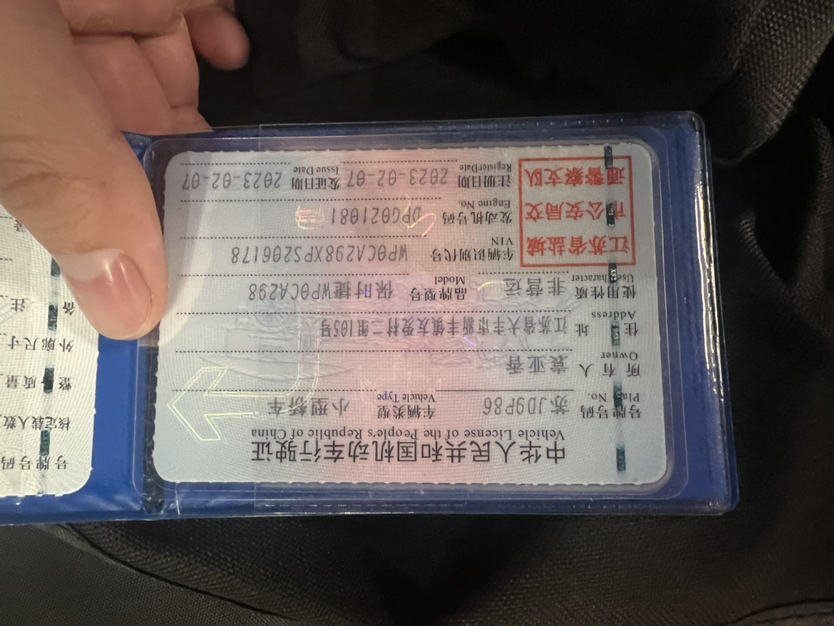 中华人民共和国机动车行驶证
Vehicle License of the People's Republic of China
号牌号码 苏JD9P86 车辆类型 小型轿车
Plate No. Vehicle Type
所有人 袁亚香
Owner
住址 江苏省大丰市新丰镇友发村二组105号
Address
使用性质 非营运 品牌型号 保时捷WP0CA298
Use Character Model
江苏省盐城
市公安局交
通警察支队
车辆识别代号 WP0CA298XPS206178
VIN
发动机号码 DPG021081
Engine No.
注册日期 2023-02-07 发证日期 2023-02-07
Register Date Issue Date
号牌号码
核定载人数
整备质量
外廓尺寸
备注